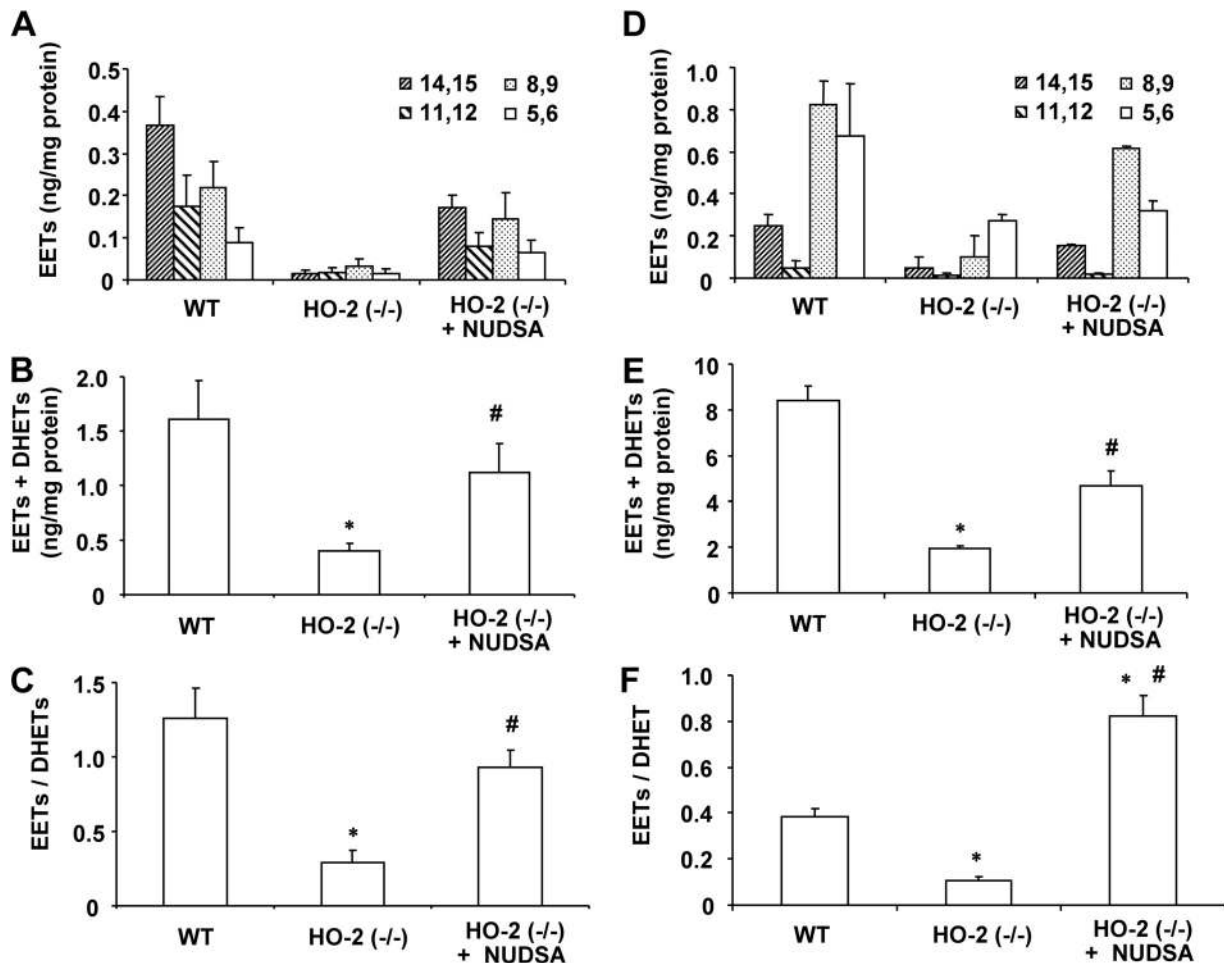 A
EETs (ng/mg protein)
0.5
0.4
0.3
0.2
0.1
0
14,15
8,9
11,12
5,6
WT
HO-2 (-/-)
HO-2 (-/-)
+ NUDSA
B
EETs + DHETs
(ng/mg protein)
2.0
1.5
1.0
0.5
0
*
#
WT
HO-2 (-/-)
HO-2 (-/-)
+ NUDSA
C
EETs / DHETs
1.5
1.0
0.5
0
*
#
WT
HO-2 (-/-)
HO-2 (-/-)
+ NUDSA
D
EETs (ng/mg protein)
1.0
0.8
0.6
0.4
0.2
0
14,15
8,9
11,12
5,6
WT
HO-2 (-/-)
HO-2 (-/-)
+ NUDSA
E
EETs + DHETs
(ng/mg protein)
10
8
6
4
2
0
*
#
WT
HO-2 (-/-)
HO-2 (-/-)
+ NUDSA
F
EETs / DHET
1.0
0.8
0.6
0.4
0.2
0
*
* #
WT
HO-2 (-/-)
HO-2 (-/-)
+ NUDSA